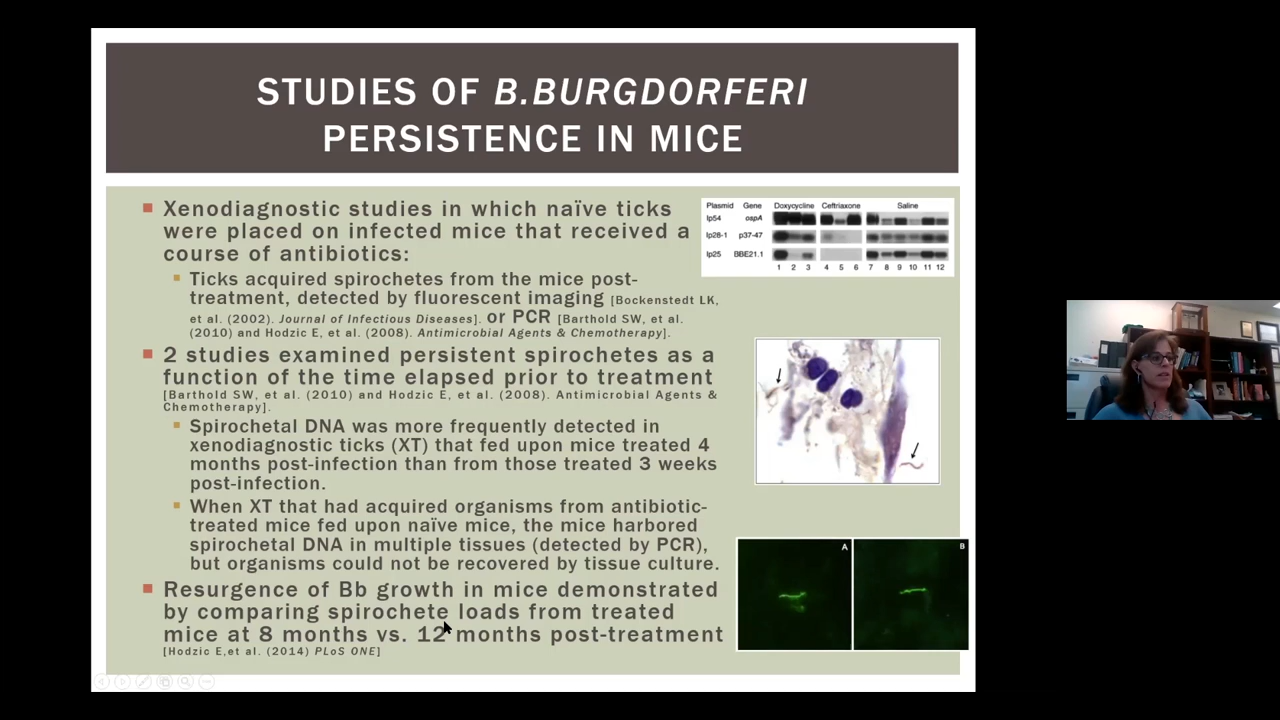 STUDIES OF B.BURGDORFERI
PERSISTENCE IN MICE
Xenodiagnostic studies in which naïve ticks
were placed on infected mice that received a
course of antibiotics:
Ticks acquired spirochetes from the mice post-
treatment, detected by fluorescent imaging [Bockenstedt LK,
et al. (2002). Journal of Infectious Diseases]. or PCR [Barthold SW, et al.
(2010) and Hodzic E, et al. (2008). Antimicrobial Agents & Chemotherapy].
2 studies examined persistent spirochetes as a
function of the time elapsed prior to treatment
[Barthold SW, et al. (2010) and Hodzic E, et al. (2008). Antimicrobial Agents &
Chemotherapy].
Spirochetal DNA was more frequently detected in
xenodiagnostic ticks (XT) that fed upon mice treated 4
months post-infection than from those treated 3 weeks
post-infection.
When XT that had acquired organisms from antibiotic-
treated mice fed upon naïve mice, the mice harbored
spirochetal DNA in multiple tissues (detected by PCR),
but organisms could not be recovered by tissue culture.
Resurgence of Bb growth in mice demonstrated
by comparing spirochete loads from treated
mice at 8 months vs. 12 months post-treatment
[Hodzic E,et al. (2014) PLoS ONE]
Plasmid Gene Doxycycline Ceftriaxone Saline
lp54 ospA
lp28-1 p37-47
lp25 BBE21.1
1 2 3 4 5 6 7 8 9 10 11 12
A B